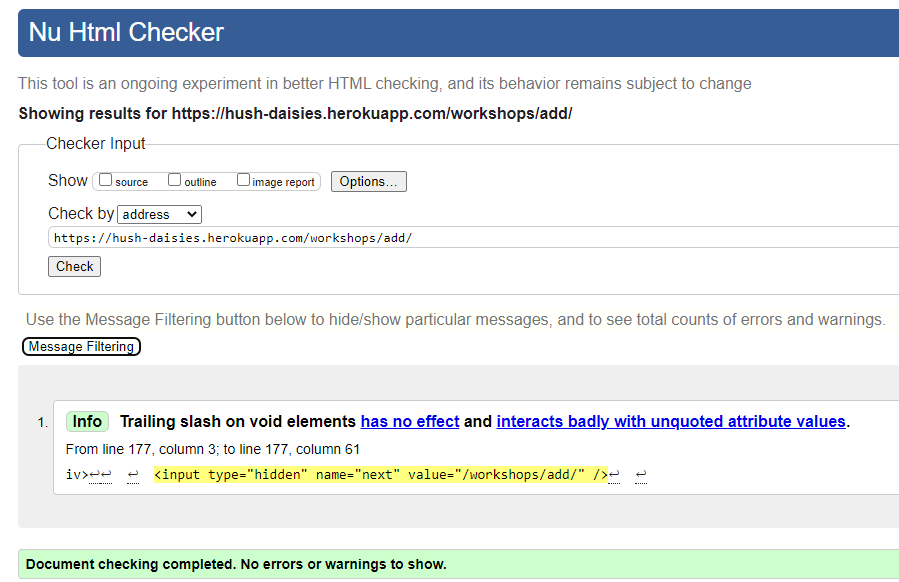 Nu Html Checker
This tool is an ongoing experiment in better HTML checking, and its behavior remains subject to change
Showing results for https://hush-daisies.herokuapp.com/workshops/add/
Checker Input
Show source outline image report Options...
Check by address
https://hush-daisies.herokuapp.com/workshops/add/
Check
Use the Message Filtering button below to hide/show particular messages, and to see total counts of errors and warnings.
Message Filtering
1. Info Trailing slash on void elements has no effect and interacts badly with unquoted attribute values.
From line 177, column 3; to line 177, column 61
iv>↩↩ ↩ <input type="hidden" name="next" value="/workshops/add/" />↩ ↩
Document checking completed. No errors or warnings to show.